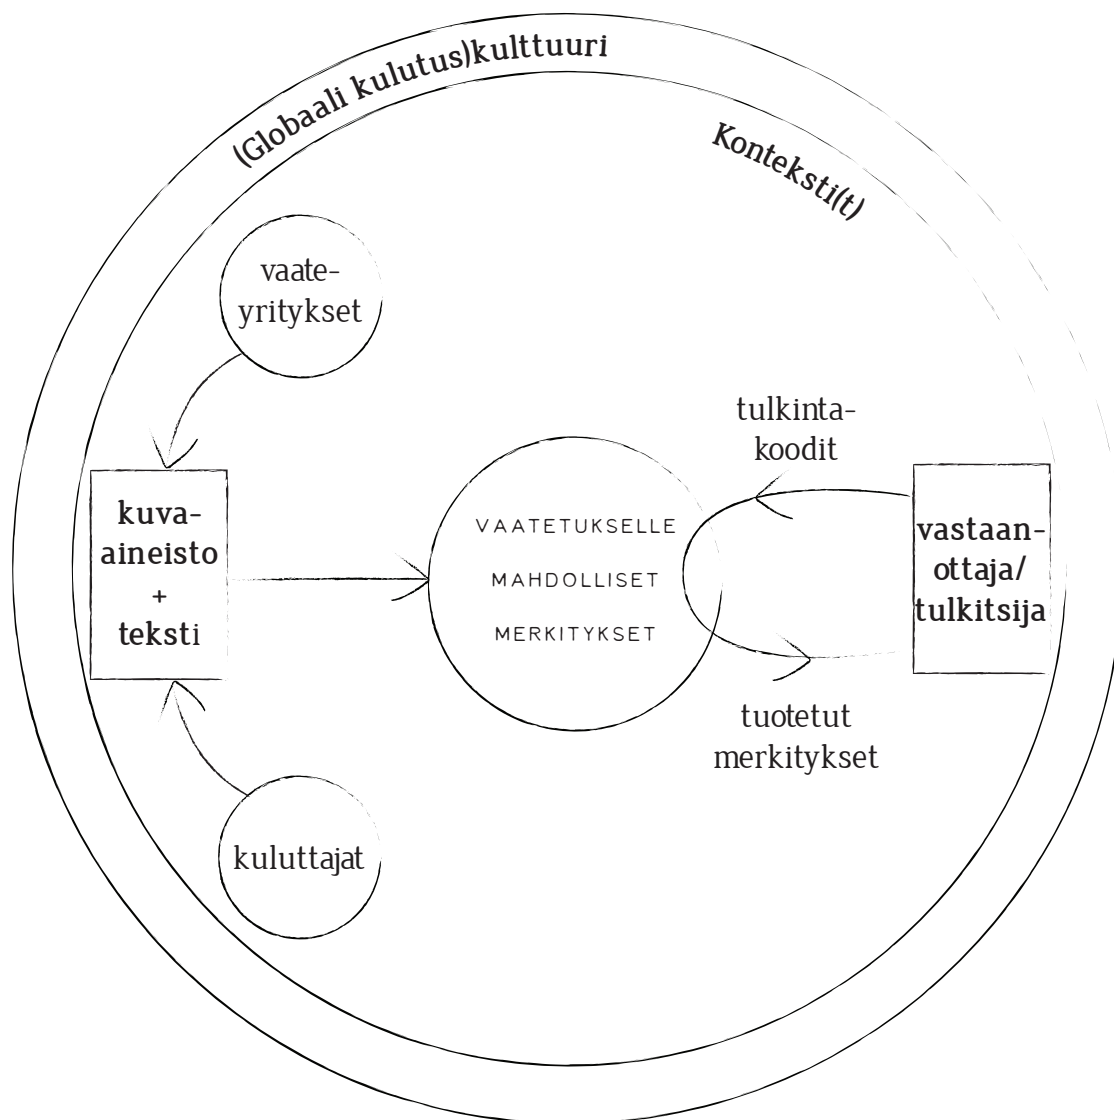 (Globaali kulutus)kulttuuri
Konteksti(t)
vaate-
yritykset
kuva-
aineisto
+
teksti
kuluttajat
VAATETUKSELLE
MAHDOLLISET
MERKITYKSET
tulkinta-
koodit
tuotetut
merkitykset
vastaan-
ottaja/
tulkitsija